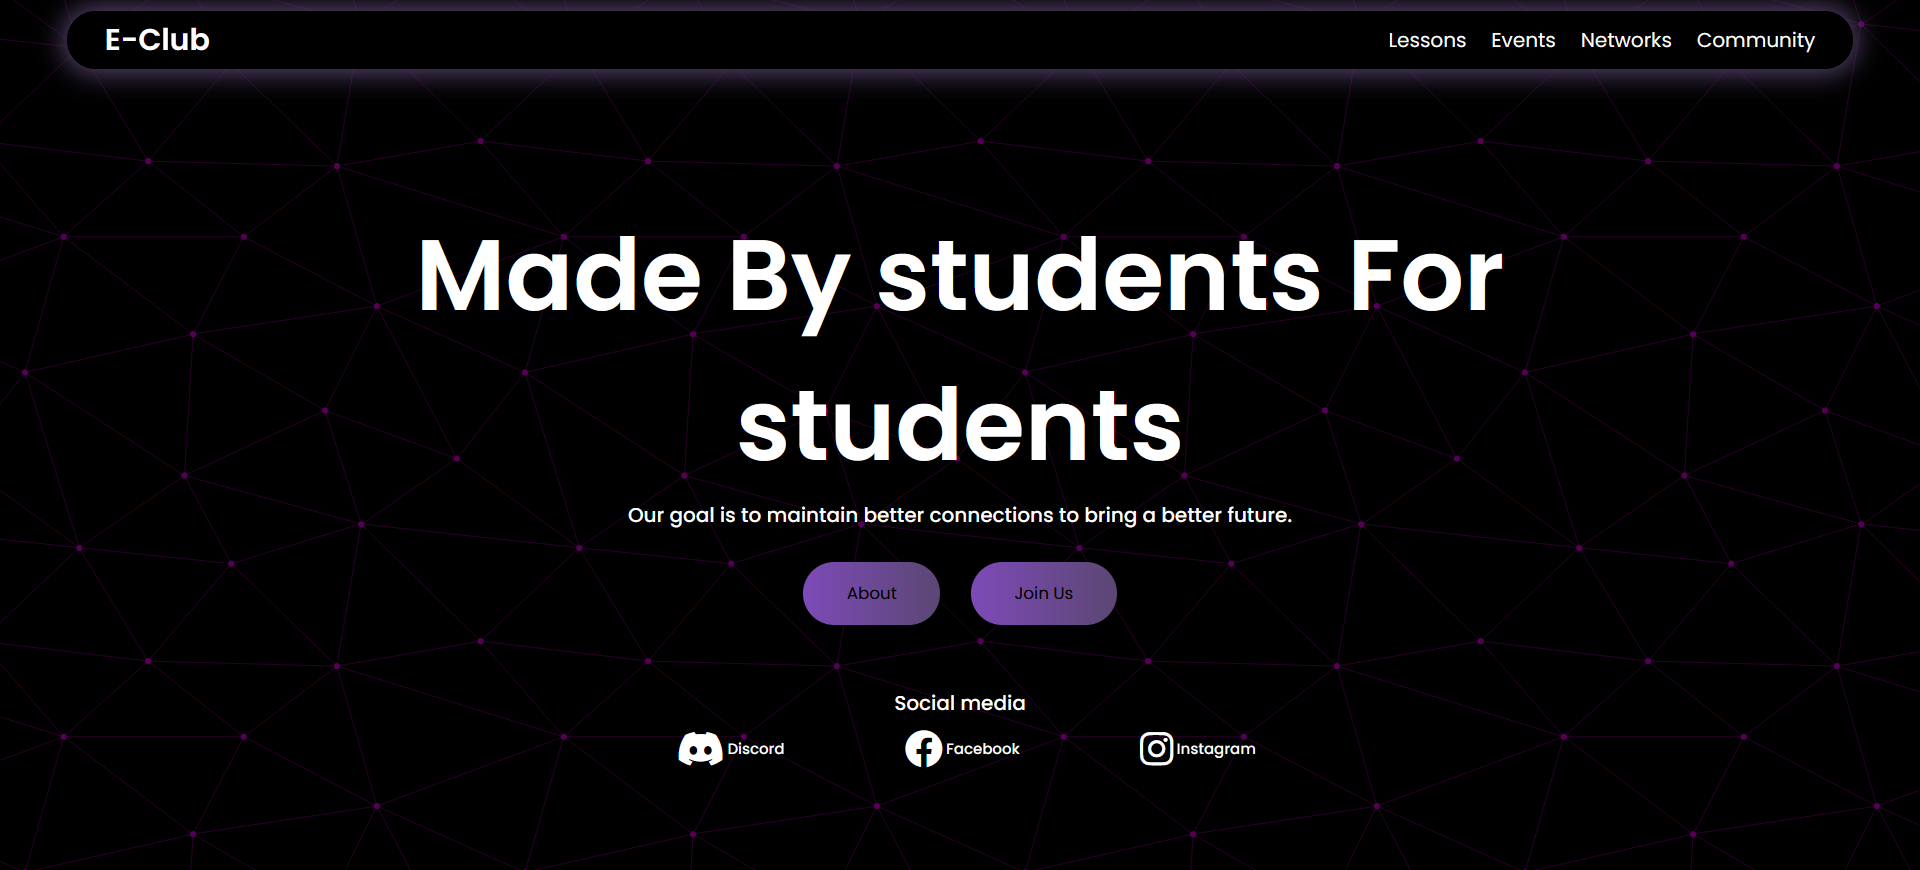 E-Club
Lessons Events Networks Community
Made By students For
students
Our goal is to maintain better connections to bring a better future.
About Join Us
Social media
Discord Facebook Instagram